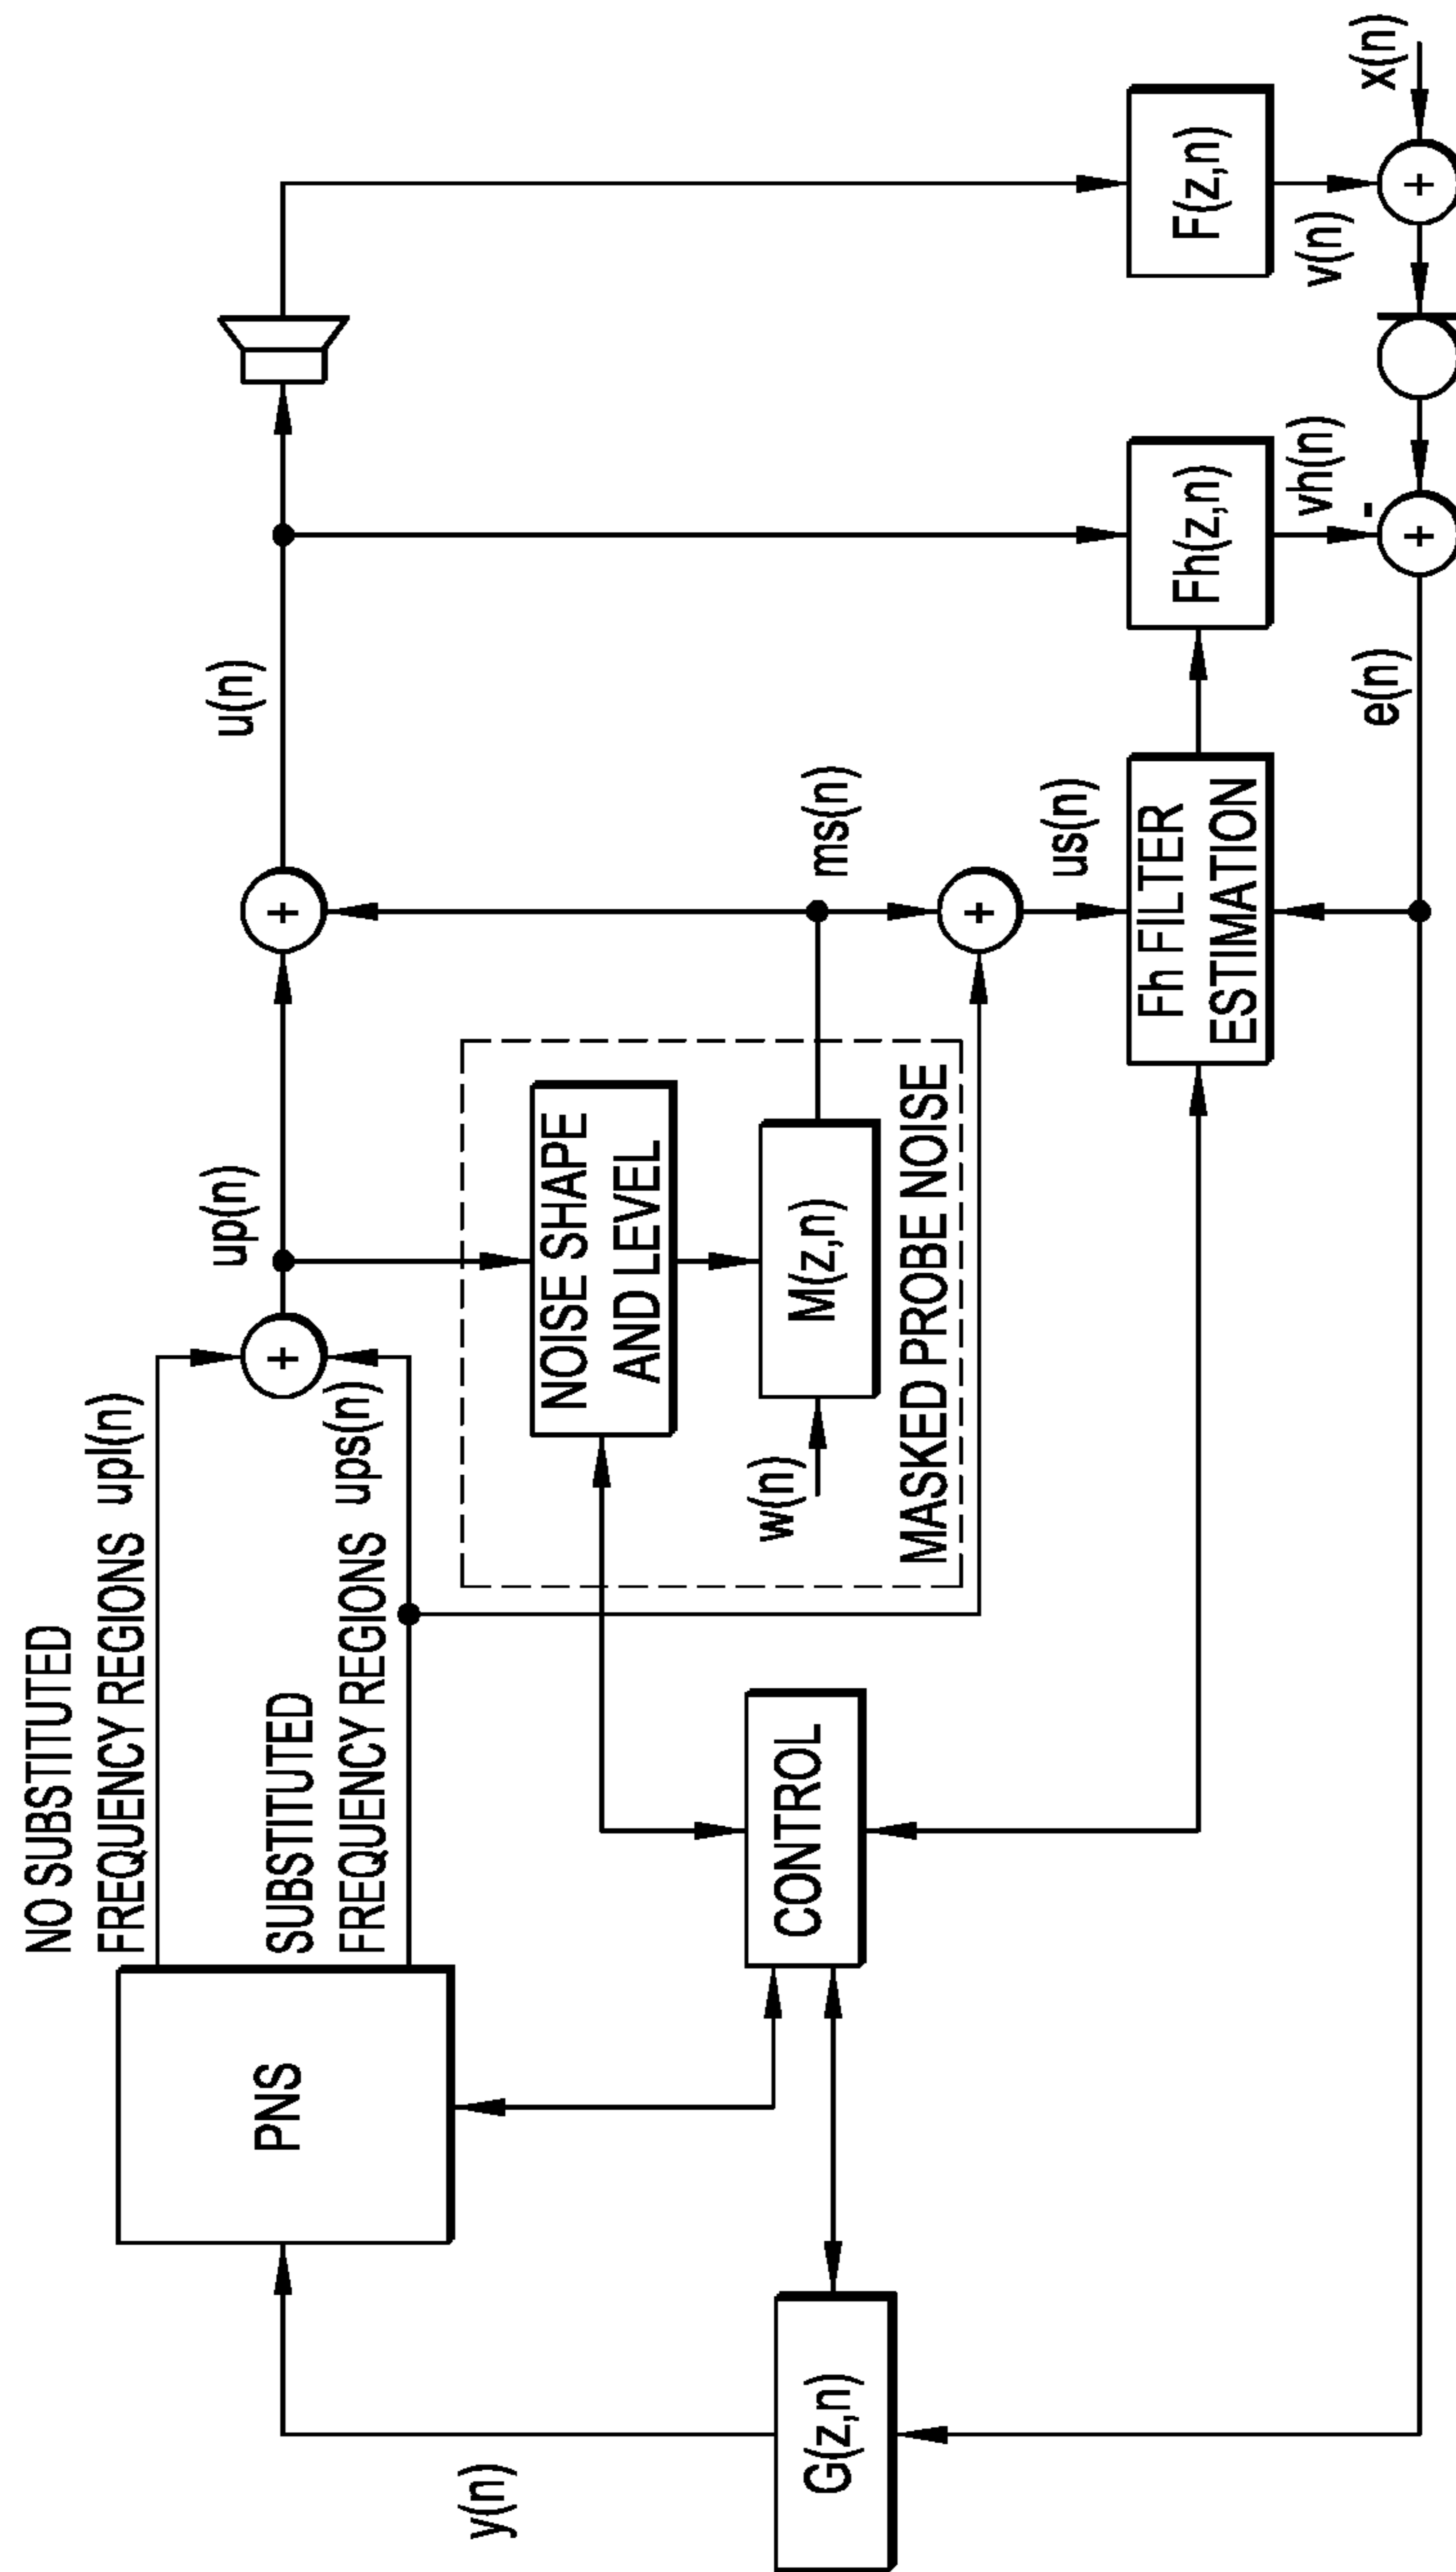 NO SUBSTITUTED
FREQUENCY REGIONS upl(n)
SUBSTITUTED
FREQUENCY REGIONS ups(n)
PNS
+
up(n)
+
u(n)
y(n)
G(z,n)
CONTROL
NOISE SHAPE
AND LEVEL
w(n)
M(z,n)
MASKED PROBE NOISE
ms(n)
+
us(n)
Fh FILTER
ESTIMATION
Fh(z,n)
F(z,n)
vh(n)
v(n)
x(n)
-
+
+
e(n)